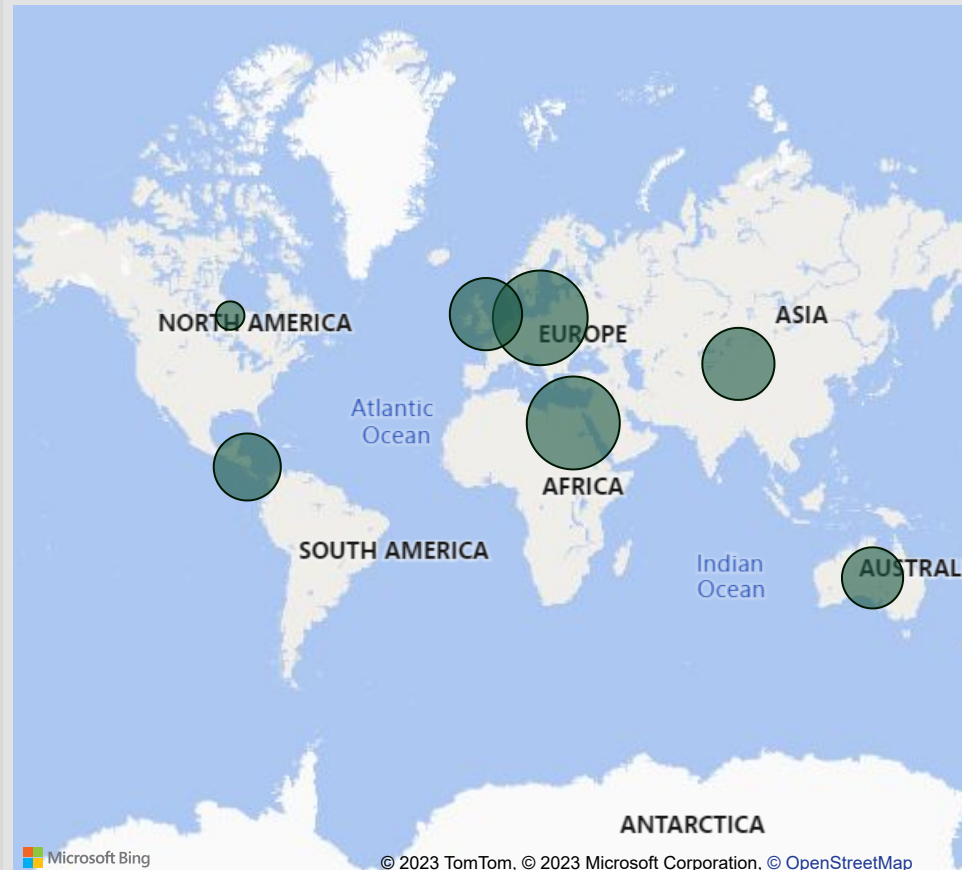 ASIA
NORTH AMERICA
EUROPE
Atlantic
Ocean
AFRICA
SOUTH AMERICA
Indian
Ocean
AUSTRAL
ANTARCTICA
Microsoft Bing
© 2023 TomTom, © 2023 Microsoft Corporation, © OpenStreetMap